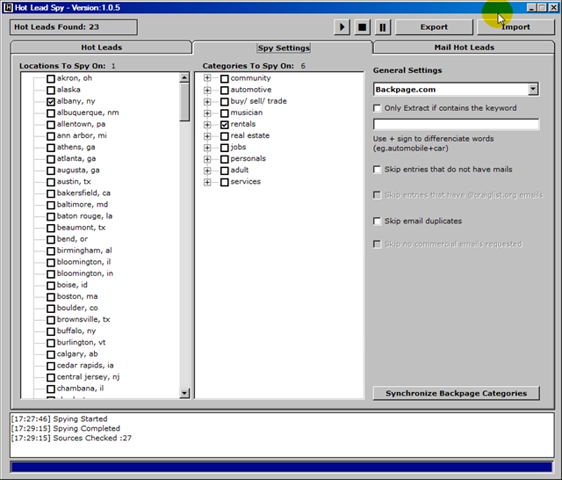 Hot Lead Spy - Version:1.0.5
Hot Leads Found: 23
Export
Import
Hot Leads
Spy Settings
Mail Hot Leads
Locations To Spy On: 1
akron, oh
alaska
albany, ny
albuquerque, nm
allentown, pa
ann arbor, mi
athens, ga
atlanta, ga
augusta, ga
austin, tx
bakersfield, ca
baltimore, md
baton rouge, la
beaumont, tx
bend, or
birmingham, al
bloomington, il
bloomington, in
boise, id
boston, ma
boulder, co
brownsville, tx
buffalo, ny
burlington, vt
calgary, ab
cedar rapids, ia
central jersey, nj
chambana, il
Categories To Spy On: 6
community
automotive
buy/ sell/ trade
musician
rentals
real estate
jobs
personals
adult
services
General Settings
Backpage.com
Only Extract if contains the keyword
Use + sign to differenciate words
(eg.automobile+car)
Skip entries that do not have mails
Skip entries that have @craiglist.org emails
Skip email duplicates
Skip no commercial emails requested
Synchronize Backpage Categories
[17:27:46] Spying Started
[17:29:15] Spying Completed
[17:29:15] Sources Checked :27